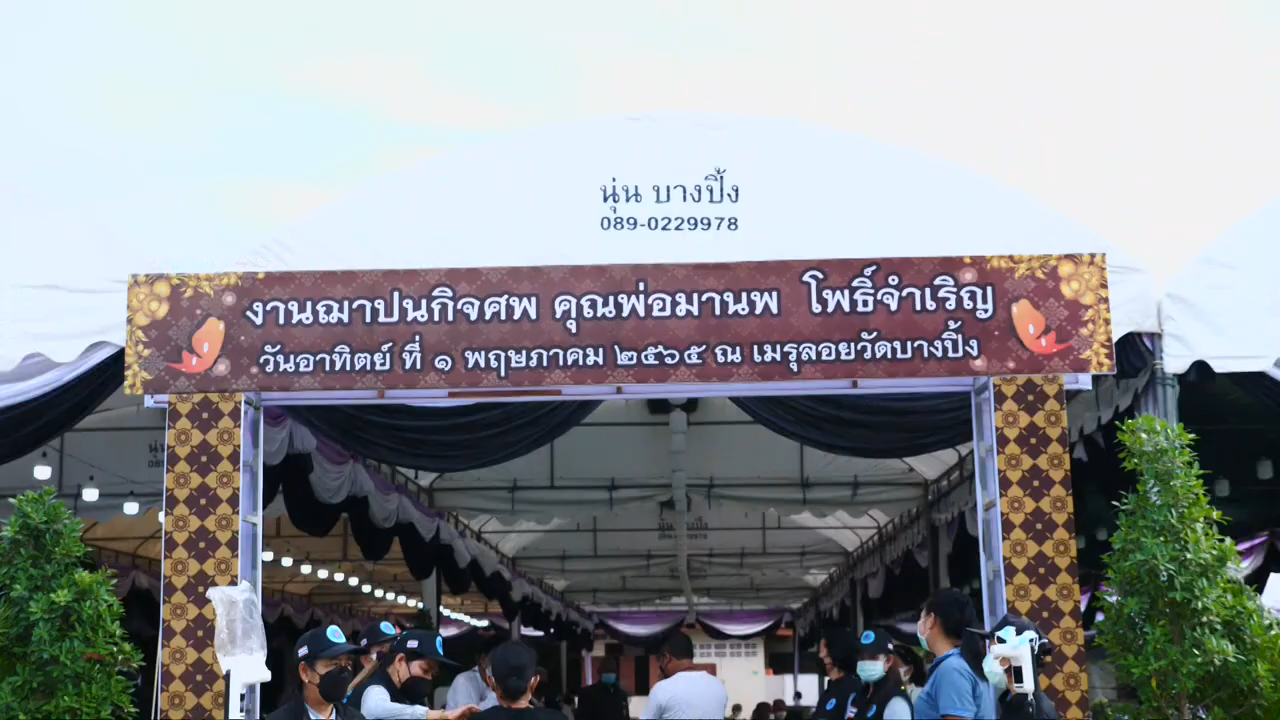 นุ่น บางปิ้ง
089-0229978
งานฌาปนกิจศพ คุณพ่อมานพ โพธิ์จำเริญ
วันอาทิตย์ ที่ ๑ พฤษภาคม ๒๕๖๕ ณ เมรุลอยวัดบางปิ้ง